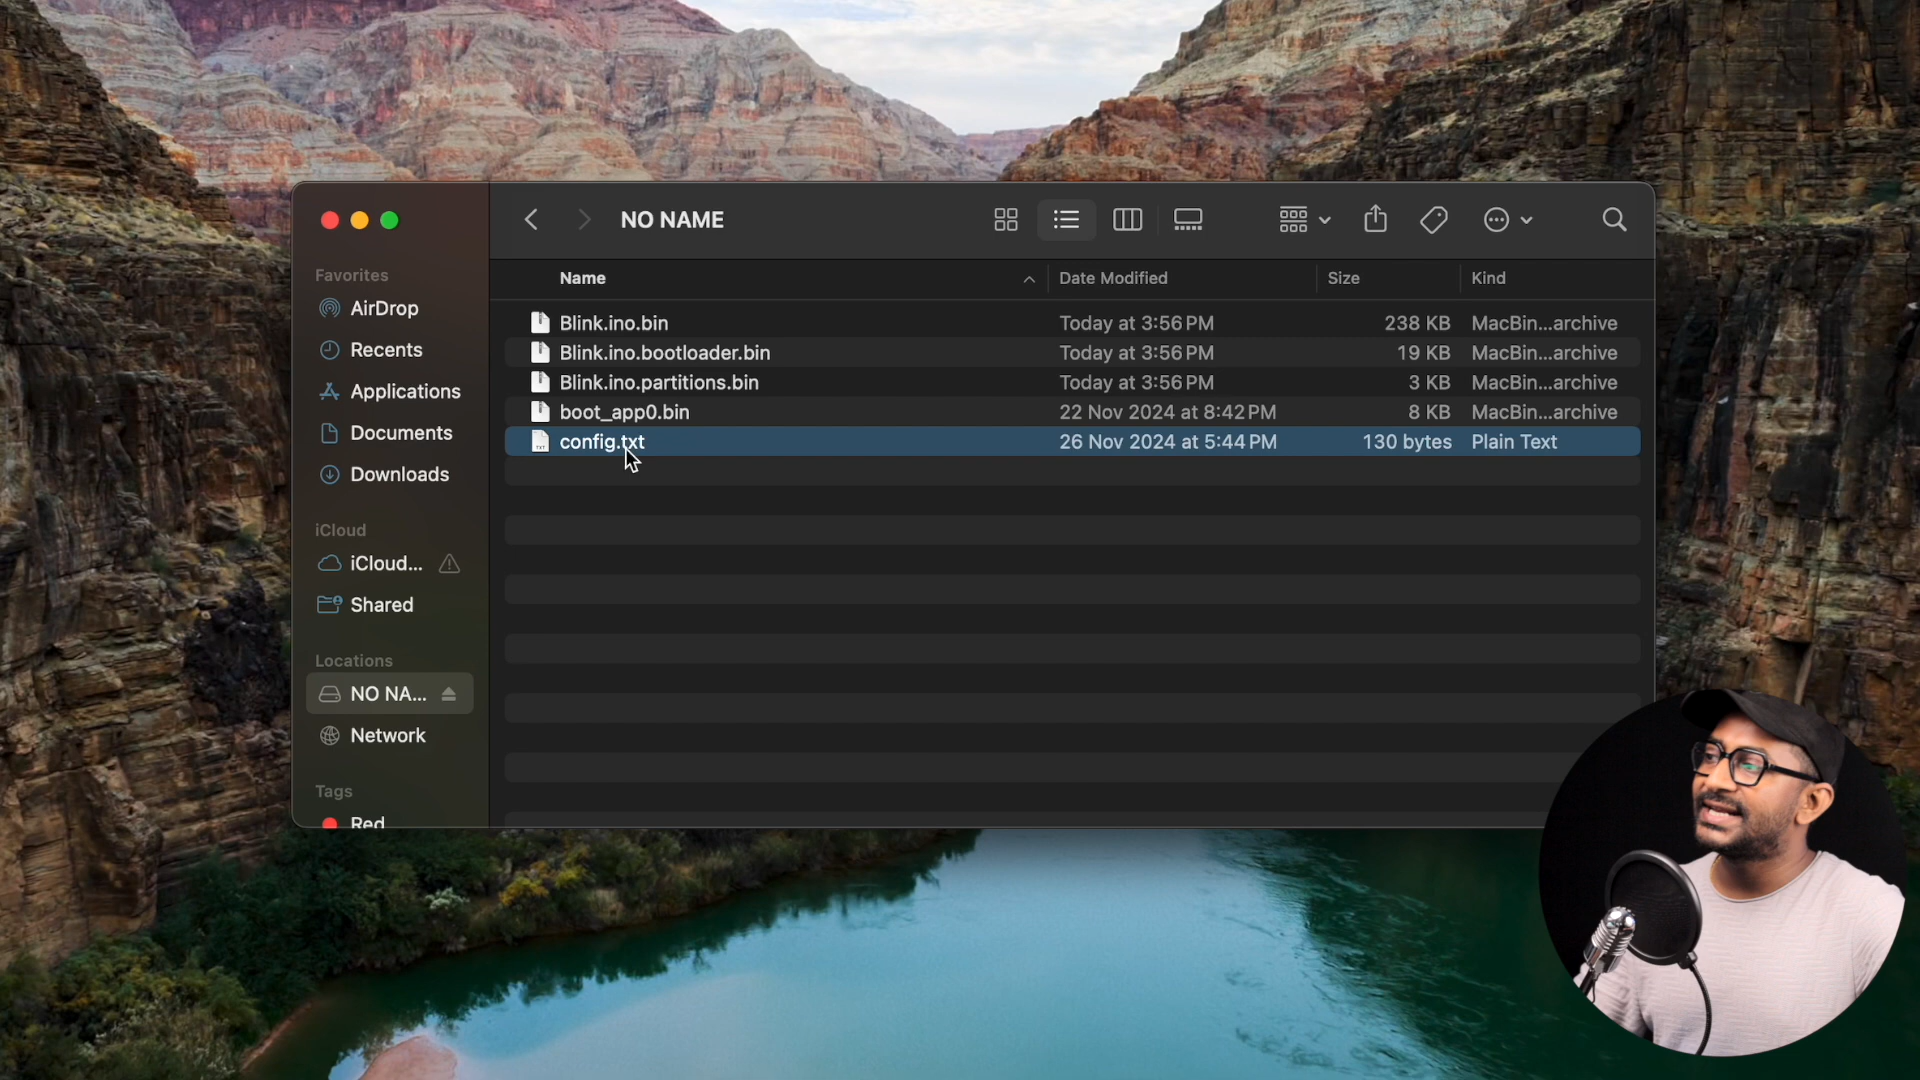 NO NAME
Favorites
AirDrop
Recents
Applications
Documents
Downloads
iCloud
iCloud...
Shared
Locations
NO NA...
Network
Tags
Red
Name Date Modified Size Kind
Blink.ino.bin Today at 3:56 PM 238 KB MacBin...archive
Blink.ino.bootloader.bin Today at 3:56 PM 19 KB MacBin...archive
Blink.ino.partitions.bin Today at 3:56 PM 3 KB MacBin...archive
boot_app0.bin 22 Nov 2024 at 8:42 PM 8 KB MacBin...archive
config.txt 26 Nov 2024 at 5:44 PM 130 bytes Plain Text